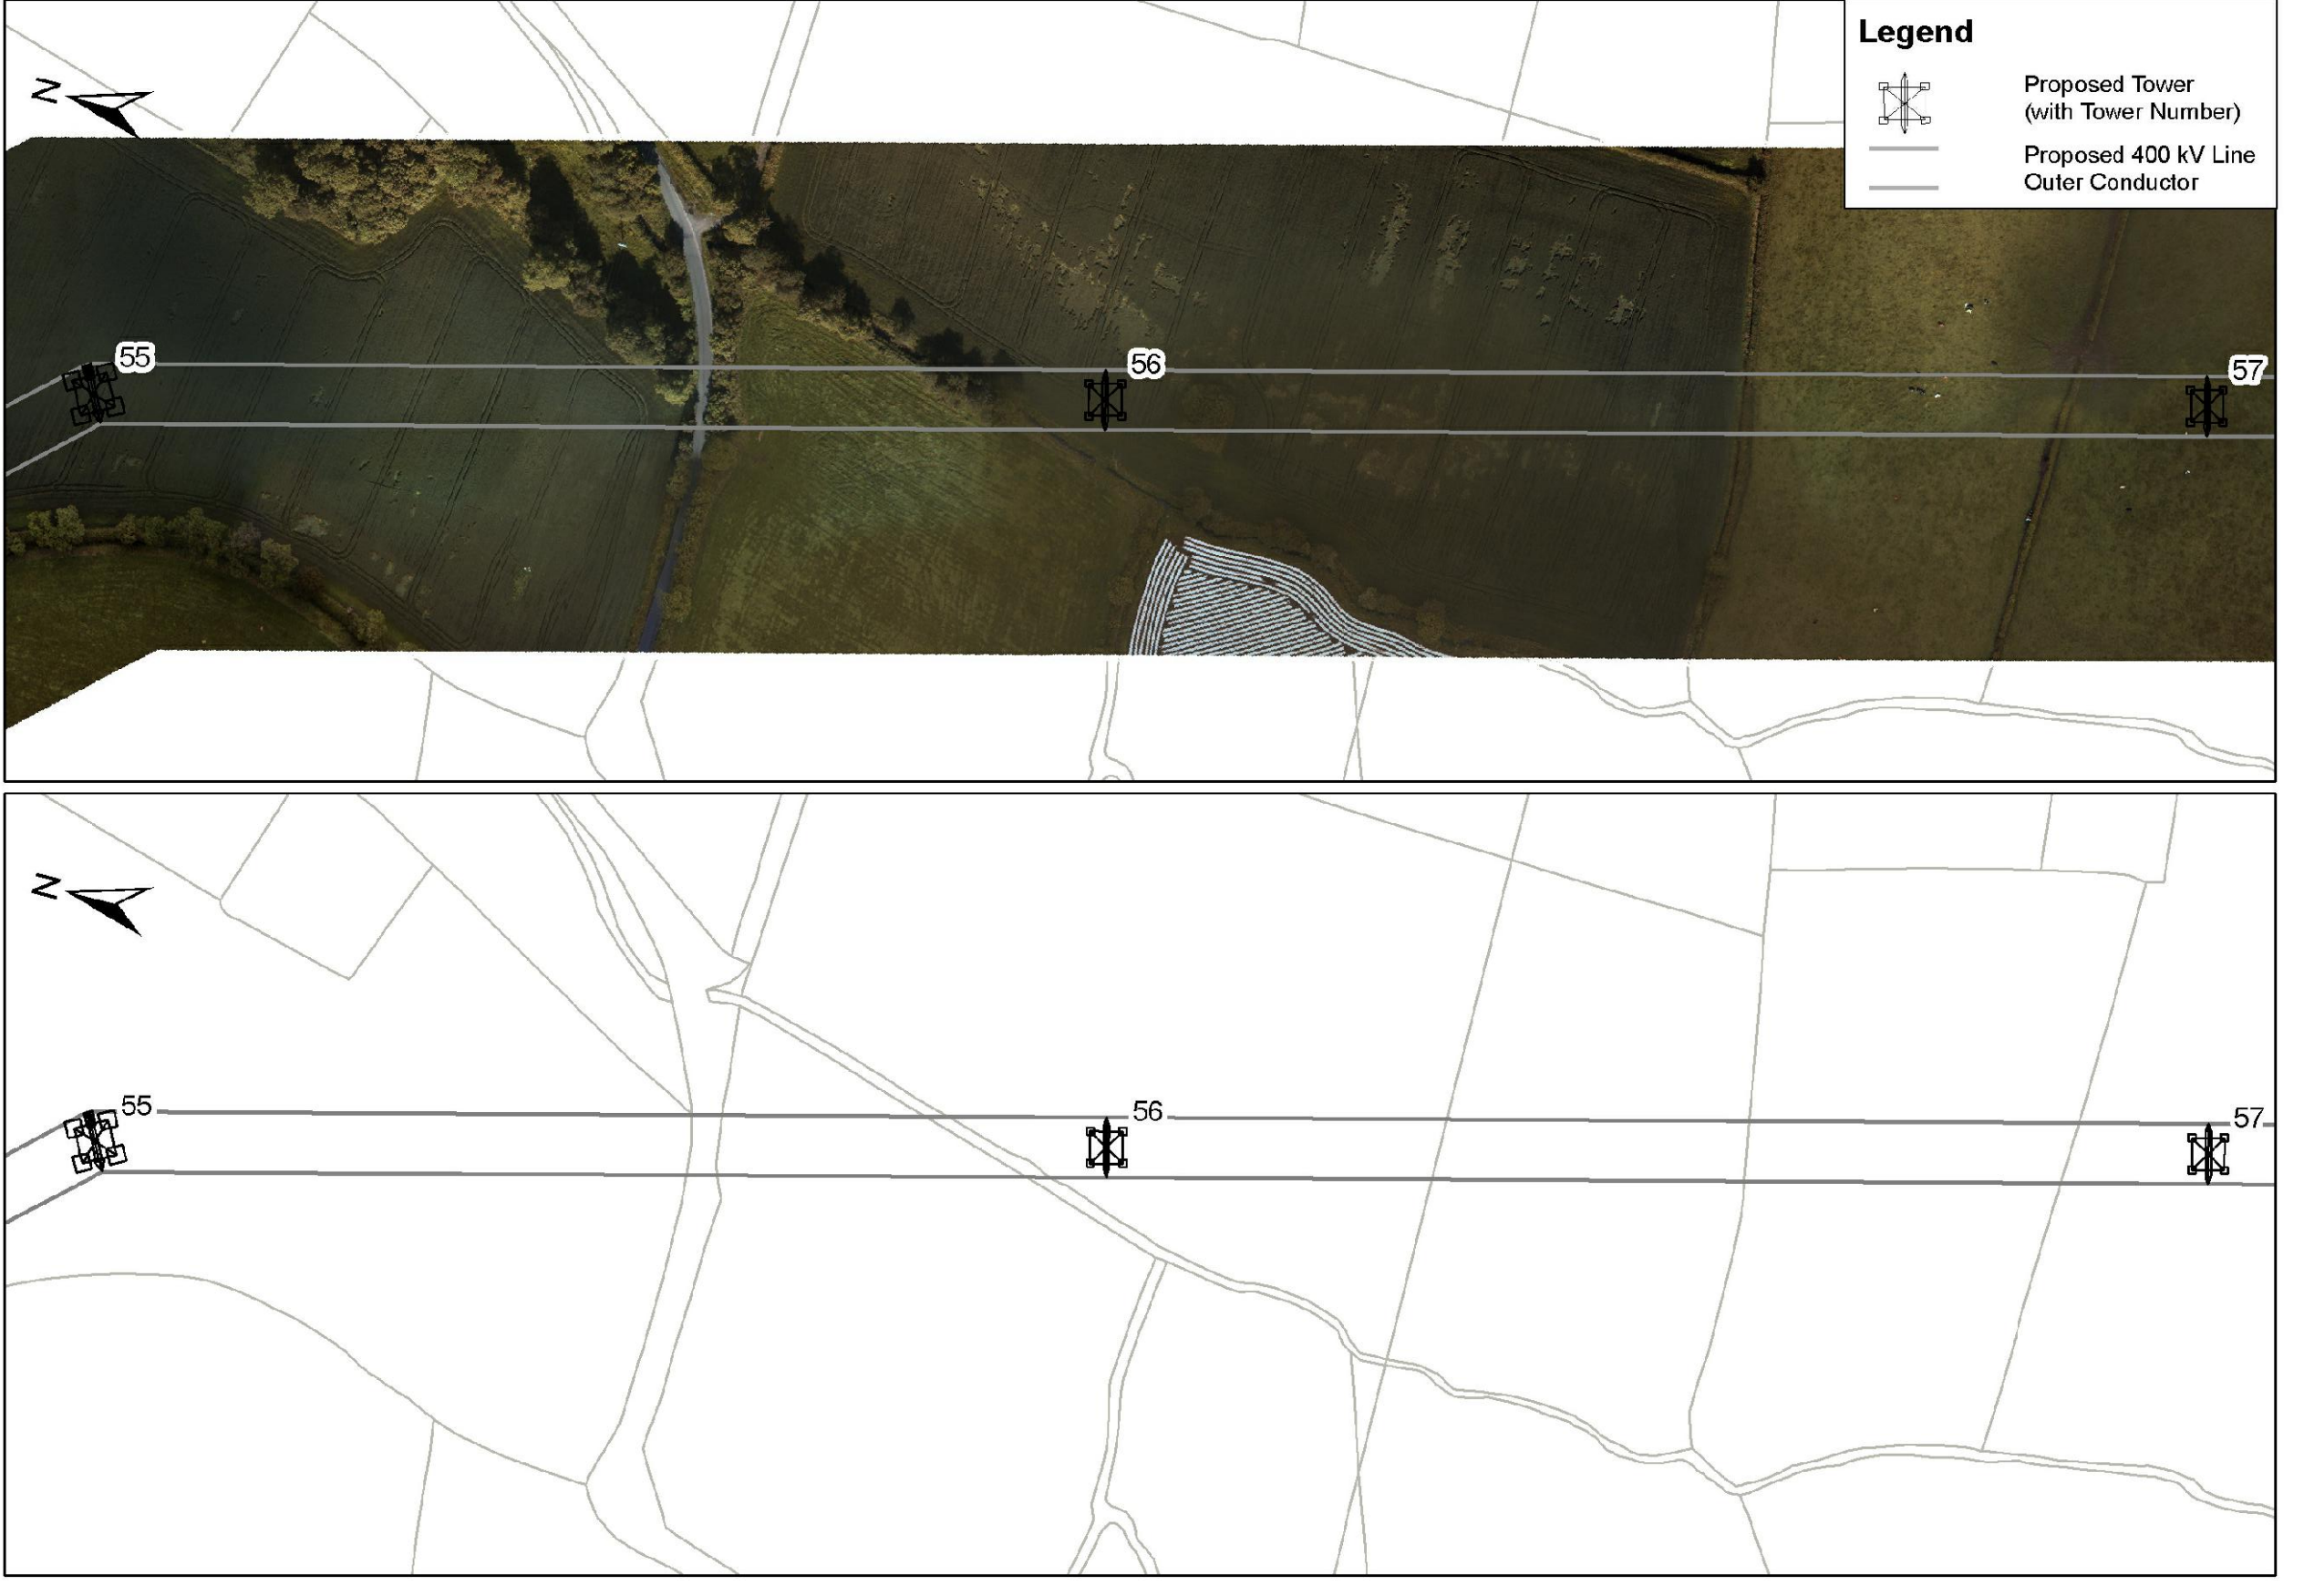 Legend
Proposed Tower
(with Tower Number)
Proposed 400 kV Line
Outer Conductor
N
55
56
57
N
55
56
57